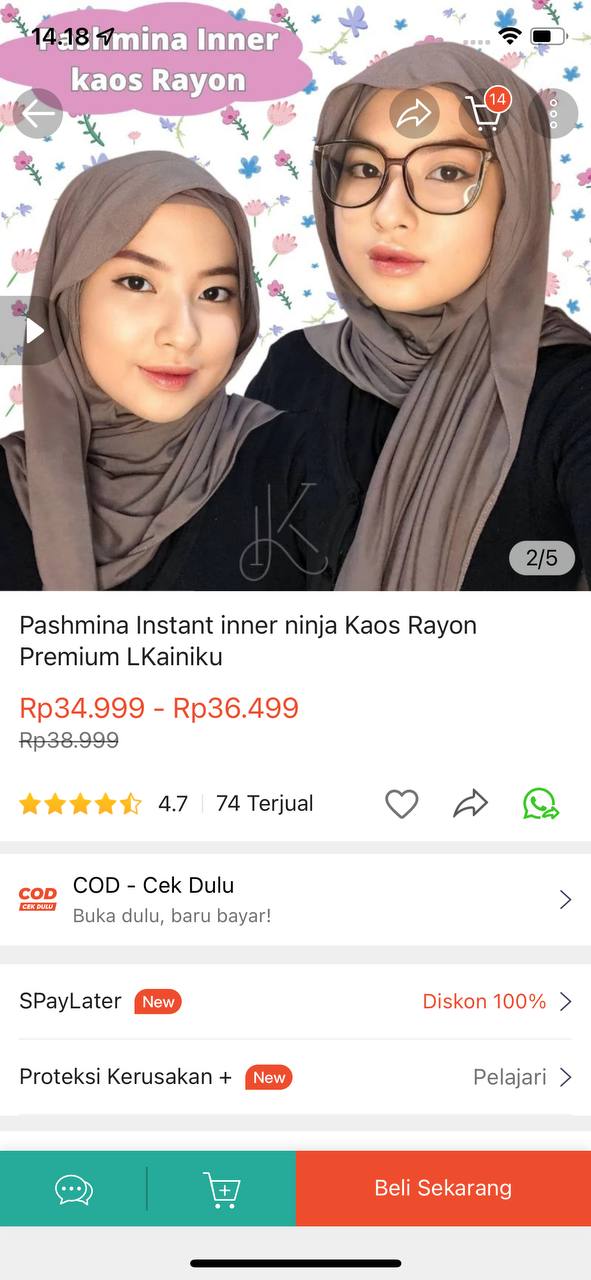 14.18
Pashmina Inner
kaos Rayon
14
LK
2/5
Pashmina Instant inner ninja Kaos Rayon
Premium LKainiku
Rp34.999 - Rp36.499
Rp38.999
4.7
74 Terjual
COD
CEK DULU
COD - Cek Dulu
Buka dulu, baru bayar!
SPayLater New Diskon 100%
Proteksi Kerusakan + New Pelajari
Beli Sekarang